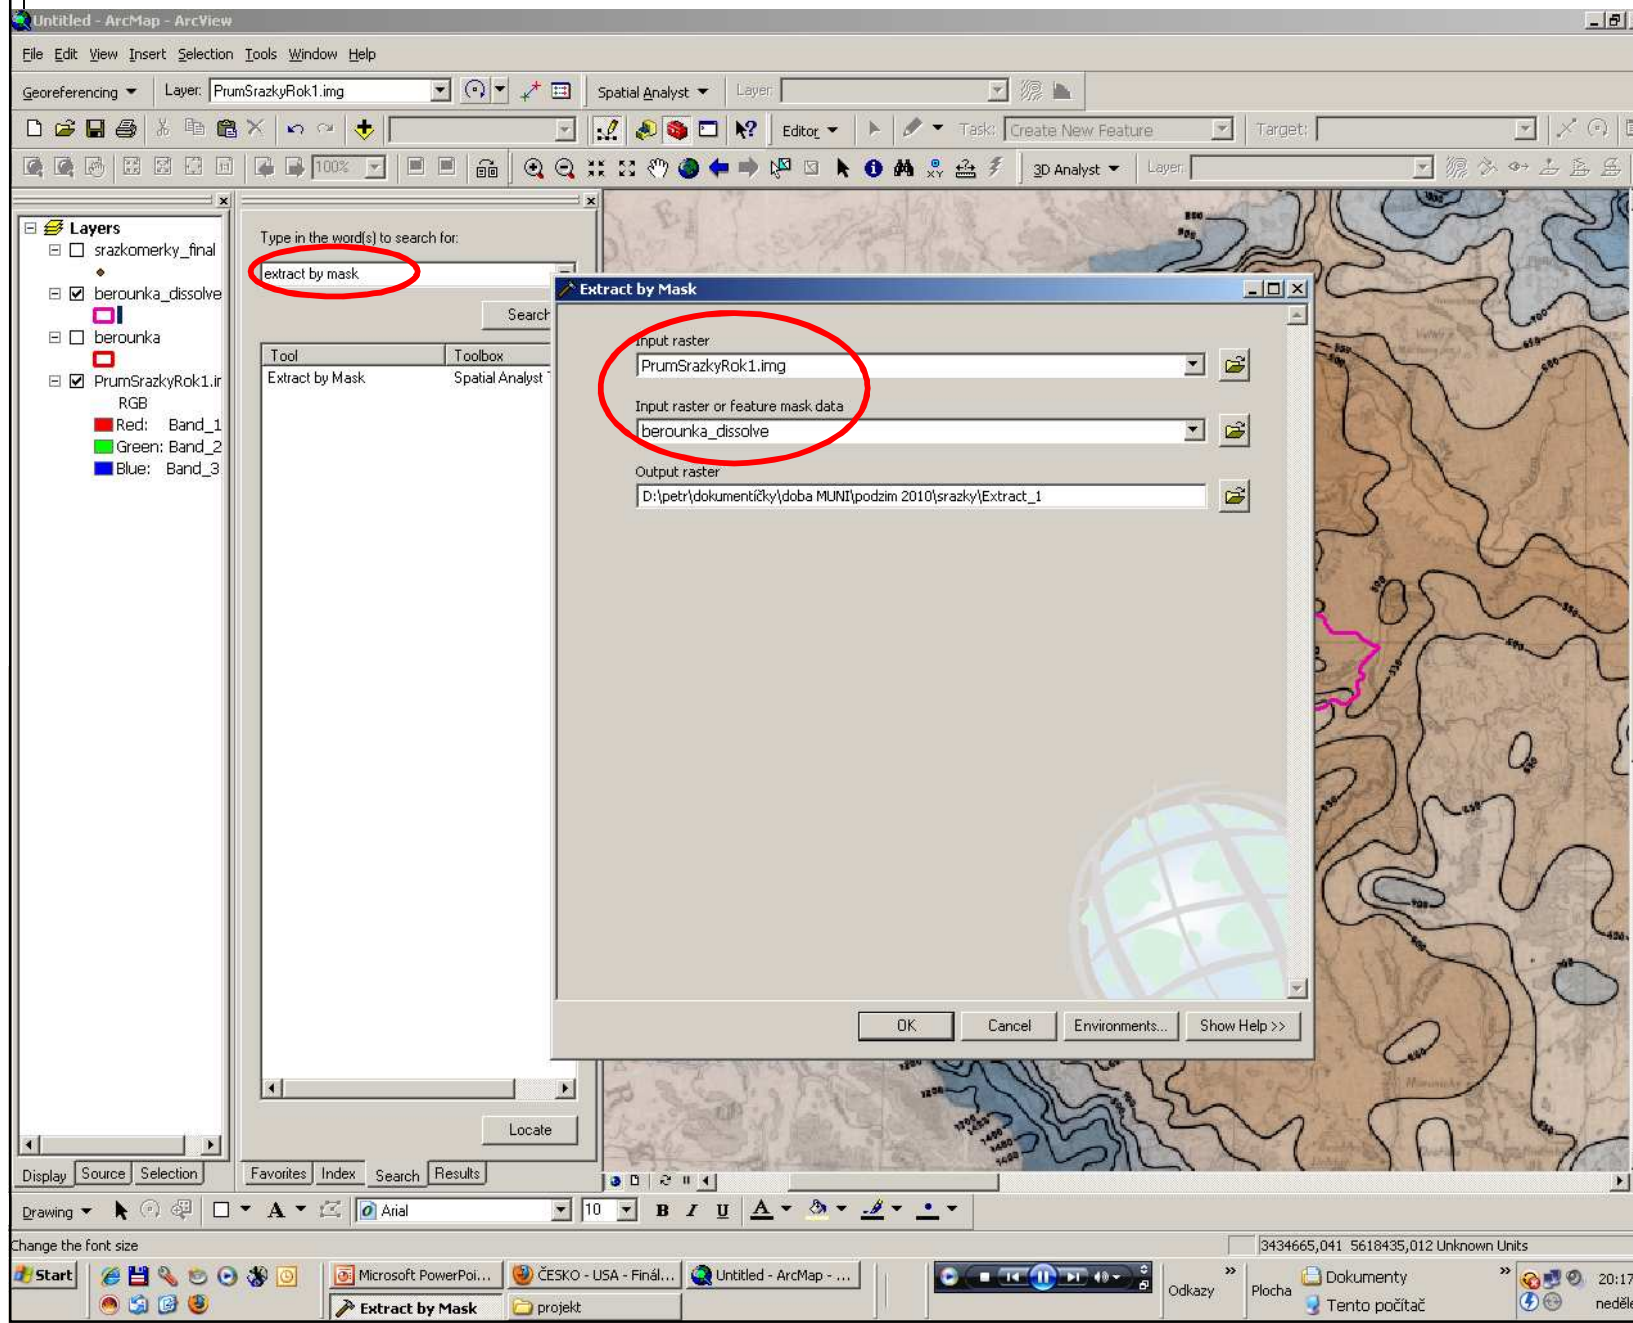 Untitled - ArcMap - ArcView
File Edit View Insert Selection Tools Window Help
Georeferencing Layer: PrumSrazkyRok1.img Spatial Analyst Layer:
Editor Task: Create New Feature Target:
100% 3D Analyst Layer:
Layers
srazkomerky_final
berounka_dissolve
berounka
PrumSrazkyRok1.ir
RGB
Red: Band_1
Green: Band_2
Blue: Band_3
Type in the word(s) to search for:
extract by mask
Search
Tool Toolbox
Extract by Mask Spatial Analyst
Locate
Extract by Mask
Input raster
PrumSrazkyRok1.img
Input raster or feature mask data
berounka_dissolve
Output raster
D:\petr\dokumentíčky\doba MUNI\podzim 2010\srazky\Extract_1
OK Cancel Environments... Show Help >>
Display Source Selection
Favorites Index Search Results
Drawing A Arial 10 B I U A
Change the font size
3434665,041 5618435,012 Unknown Units
Start Microsoft PowerPoi... ČESKO - USA - Finál... Untitled - ArcMap - ... Odkazy Plocha Dokumenty 20:17
Extract by Mask projekt Tento počítač neděle